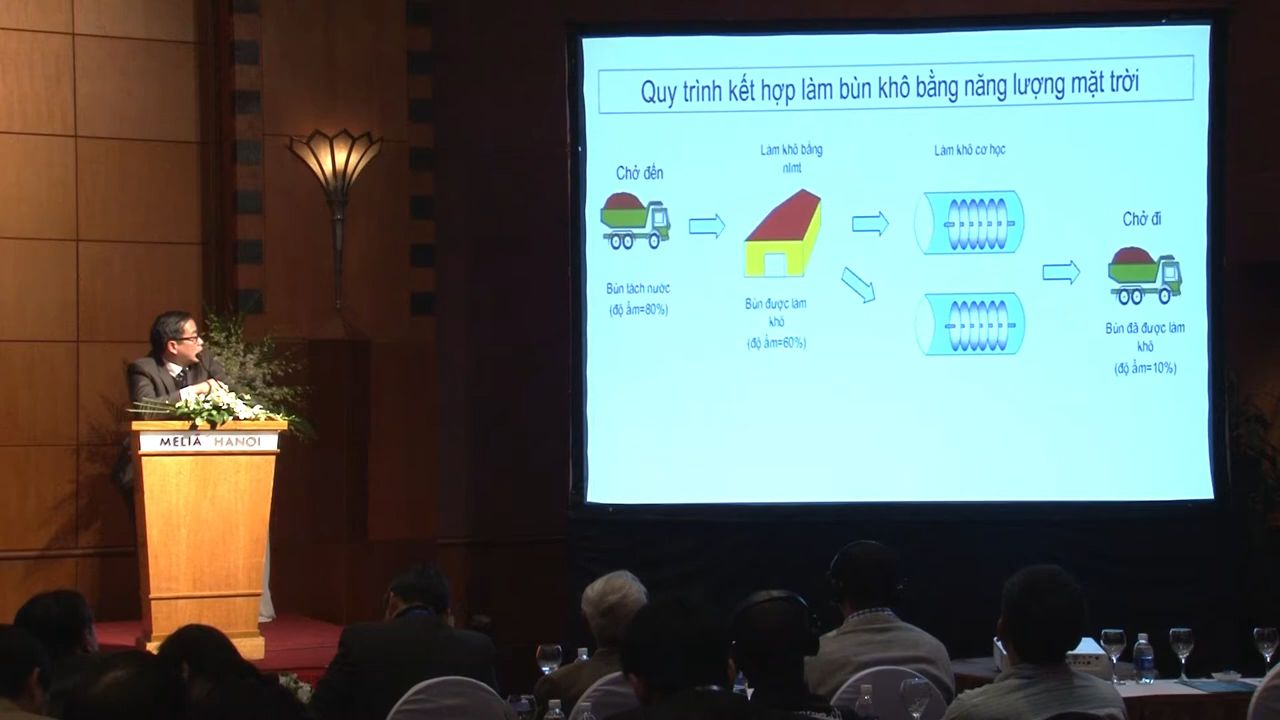 Quy trình kết hợp làm bùn khô bằng năng lượng mặt trời
Chở đến
Bùn tách nước
(độ ẩm=80%)
Làm khô bằng
nlmt
Bùn được làm
khô
(độ ẩm=60%)
Làm khô cơ học
Chở đi
Bùn đã được làm
khô
(độ ẩm=10%)
MELIÃ HANOI